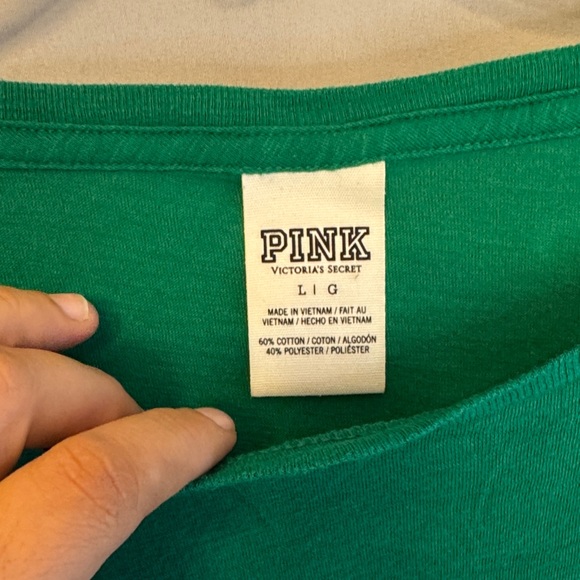 PINK
VICTORIA'S SECRET
L | G
MADE IN VIETNAM / FAIT AU
VIETNAM / HECHO EN VIETNAM
60% COTTON / COTON / ALGODÓN
40% POLYESTER / POLIÉSTER